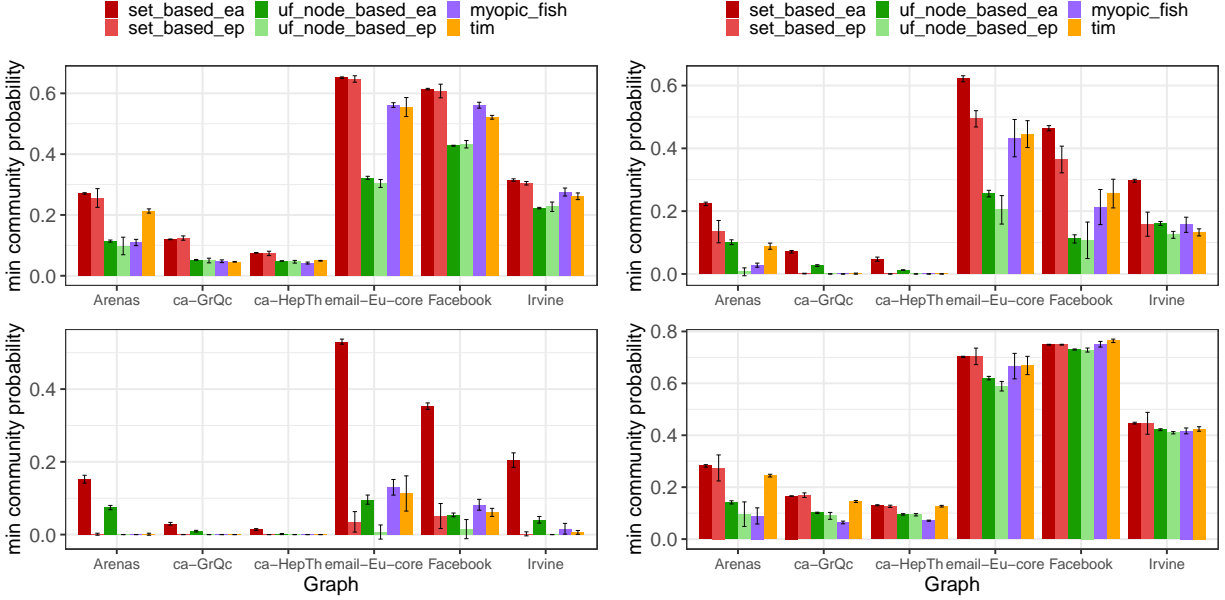 set_based_ea uf_node_based_ea myopic_fish
set_based_ep uf_node_based_ep tim
min community probability
0.6
0.4
0.2
0.0
Arenas ca−GrQc ca−HepTh email−Eu−core Facebook Irvine
set_based_ea uf_node_based_ea myopic_fish
set_based_ep uf_node_based_ep tim
min community probability
0.6
0.4
0.2
0.0
Arenas ca−GrQc ca−HepTh email−Eu−core Facebook Irvine
min community probability
0.4
0.2
0.0
Arenas ca−GrQc ca−HepTh email−Eu−core Facebook Irvine
Graph
min community probability
0.8
0.6
0.4
0.2
0.0
Arenas ca−GrQc ca−HepTh email−Eu−core Facebook Irvine
Graph